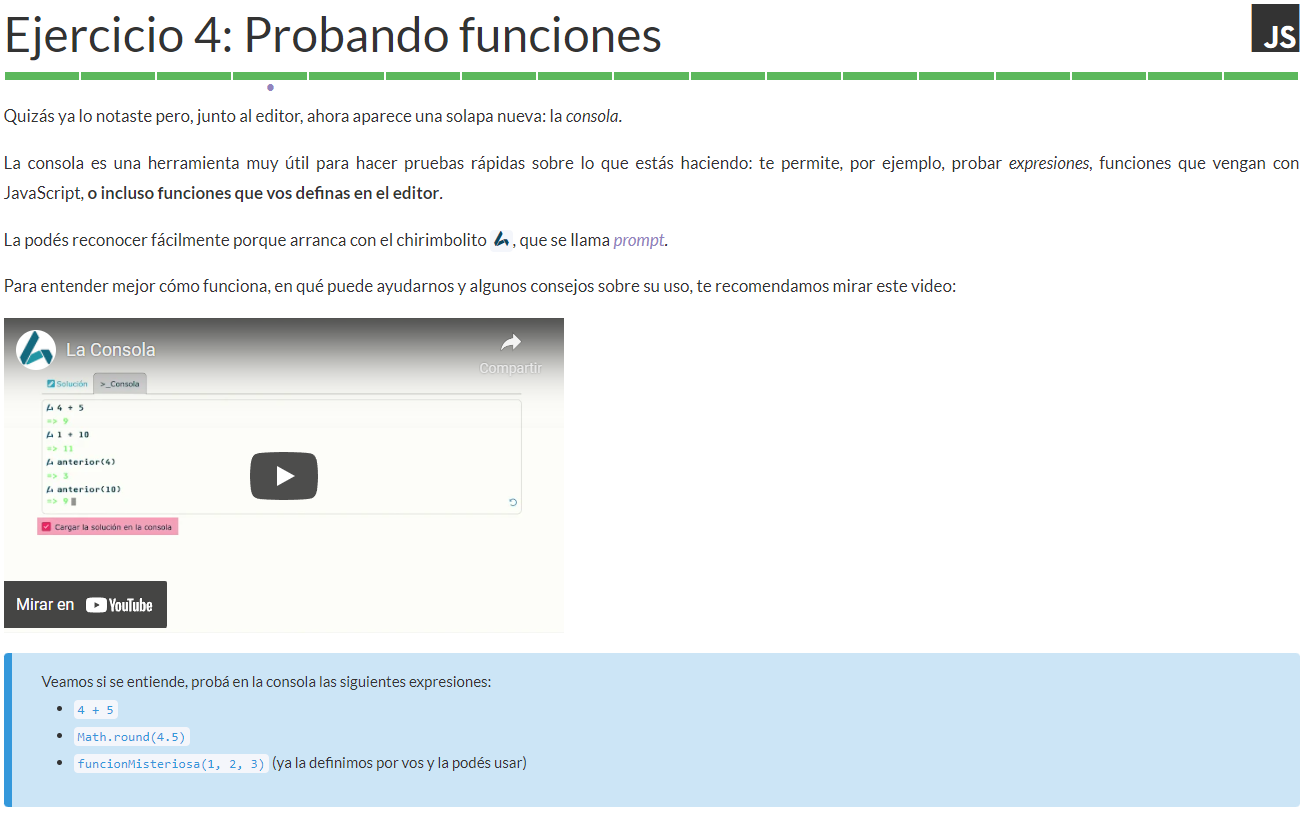 Ejercicio 4: Probando funciones
JS
Quizás ya lo notaste pero, junto al editor, ahora aparece una solapa nueva: la consola.
La consola es una herramienta muy útil para hacer pruebas rápidas sobre lo que estás haciendo: te permite, por ejemplo, probar expresiones, funciones que vengan con
JavaScript, o incluso funciones que vos definas en el editor.
La podés reconocer fácilmente porque arranca con el chirimbolito , que se llama prompt.
Para entender mejor cómo funciona, en qué puede ayudarnos y algunos consejos sobre su uso, te recomendamos mirar este video:
La Consola
Compartir
Solución >_Consola
4 + 5
=> 9
1 + 10
=> 11
anterior(4)
=> 3
anterior(10)
=> 9
Cargar la solución en la consola
Mirar en YouTube
Veamos si se entiende, probá en la consola las siguientes expresiones:
• 4 + 5
• Math.round(4.5)
• funcionMisteriosa(1, 2, 3) (ya la definimos por vos y la podés usar)